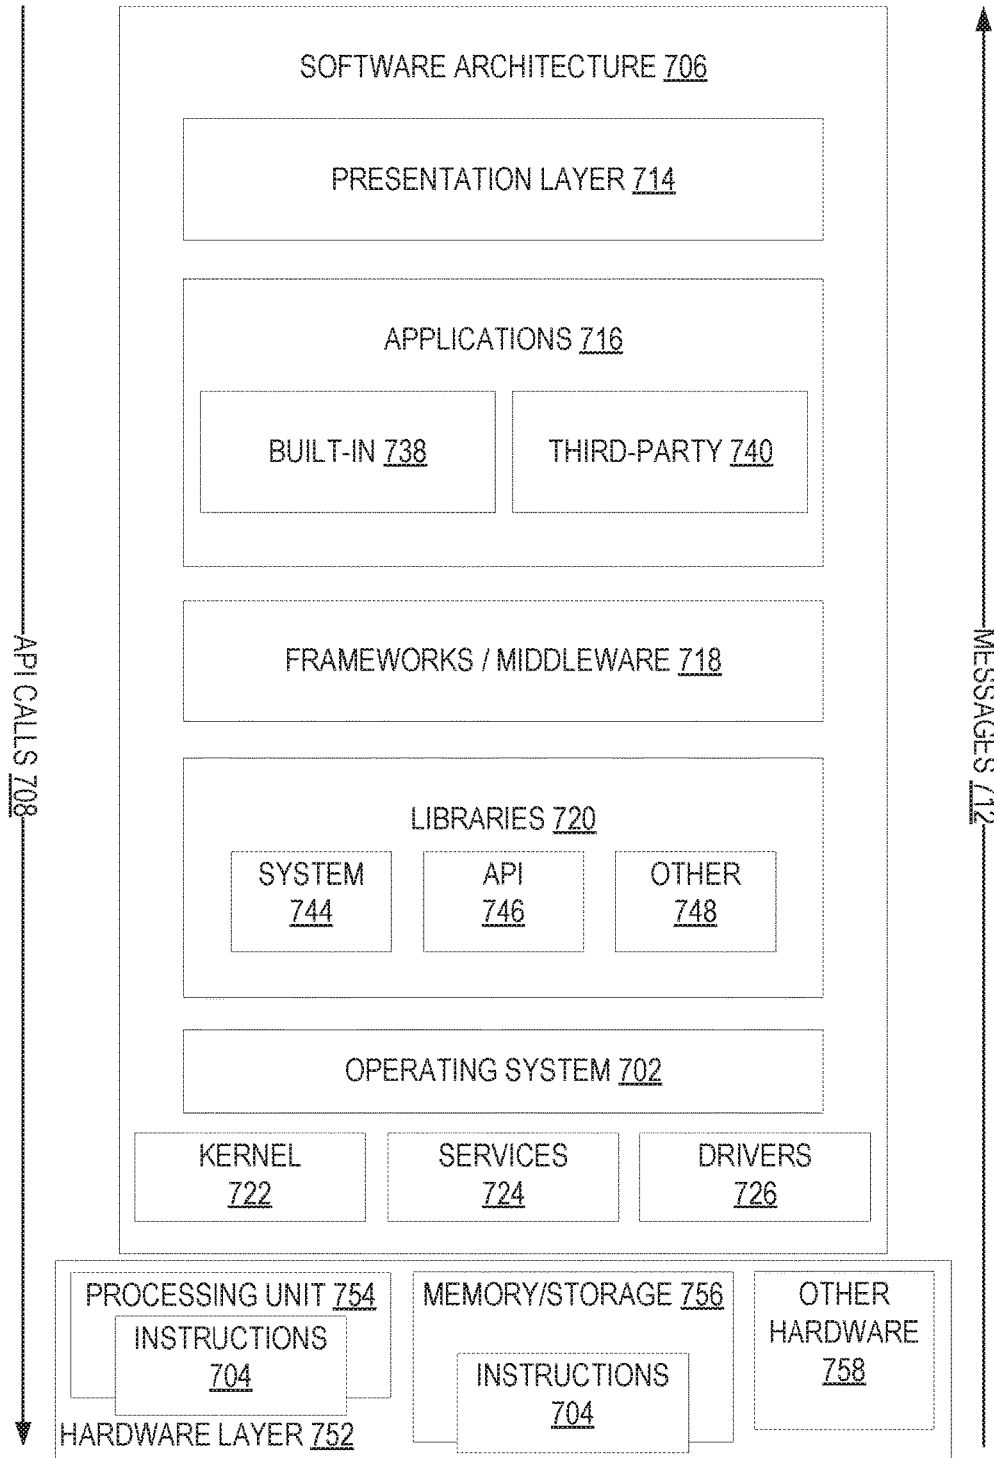 SOFTWARE ARCHITECTURE 706
PRESENTATION LAYER 714
APPLICATIONS 716
BUILT-IN 738
THIRD-PARTY 740
FRAMEWORKS / MIDDLEWARE 718
API CALLS 708
MESSAGES 712
LIBRARIES 720
SYSTEM
744
API
746
OTHER
748
OPERATING SYSTEM 702
KERNEL
722
SERVICES
724
DRIVERS
726
PROCESSING UNIT 754
INSTRUCTIONS
704
MEMORY/STORAGE 756
INSTRUCTIONS
704
OTHER
HARDWARE
758
HARDWARE LAYER 752